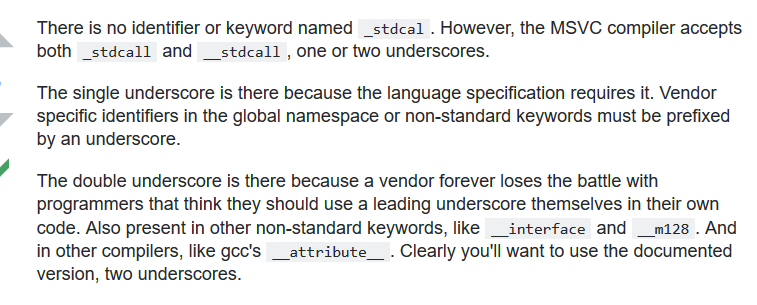 There is no identifier or keyword named _stdcal . However, the MSVC compiler accepts
both _stdcall and __stdcall , one or two underscores.
The single underscore is there because the language specification requires it. Vendor
specific identifiers in the global namespace or non-standard keywords must be prefixed
by an underscore.
The double underscore is there because a vendor forever loses the battle with
programmers that think they should use a leading underscore themselves in their own
code. Also present in other non-standard keywords, like __interface and __m128 . And
in other compilers, like gcc's __attribute__ . Clearly you'll want to use the documented
version, two underscores.